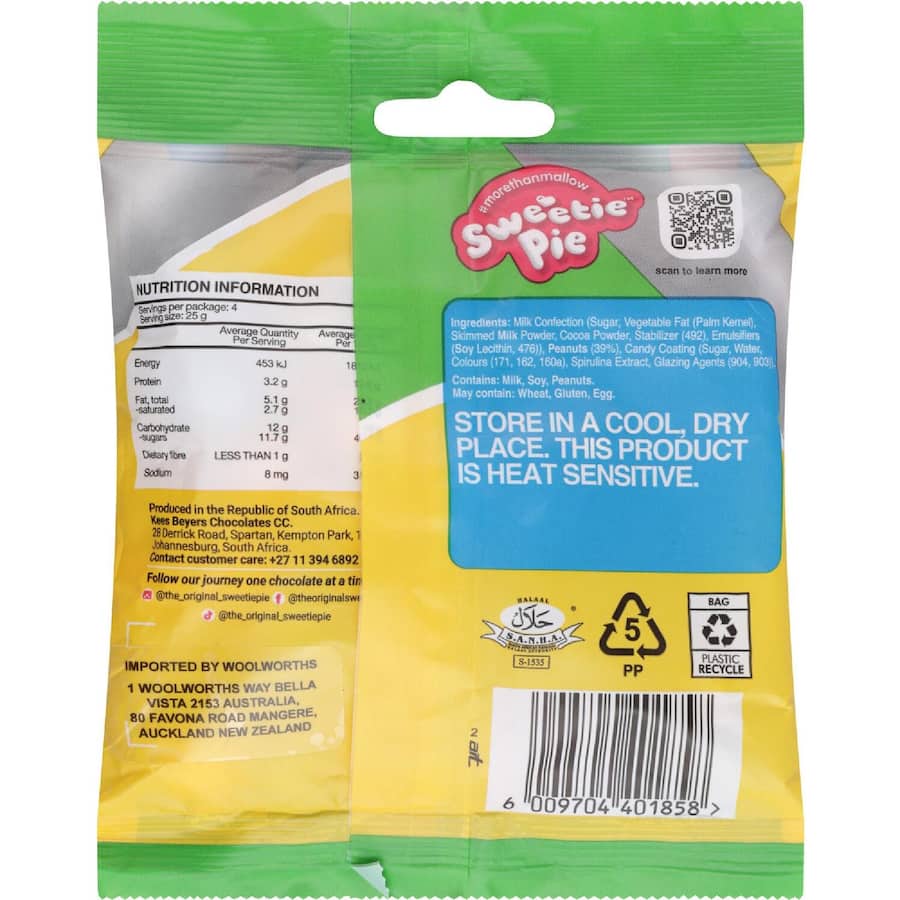 #morethanmallow
Sweetie™
Pie
scan to learn more
NUTRITION INFORMATION
Servings per package: 4
Serving size: 25 g
Average Quantity
Per Serving
Average
Per
Energy 453 kJ
Protein 3.2 g
Fat, total 5.1 g
-saturated 2.7 g
Carbohydrate 12 g
-sugars 11.7 g
Dietary fibre LESS THAN 1 g
Sodium 8 mg
Produced in the Republic of South Africa.
Kees Beyers Chocolates CC.
28 Derrick Road, Spartan, Kempton Park,
Johannesburg, South Africa.
Contact customer care: +27 11 394 6892
Follow our journey one chocolate at a
@the_original_sweetiepie @theoriginalswe
@the_original_sweetiepie
IMPORTED BY WOOLWORTHS
1 WOOLWORTHS WAY BELLA
VISTA 2153 AUSTRALIA,
80 FAVONA ROAD MANGERE,
AUCKLAND NEW ZEALAND
Ingredients: Milk Confection (Sugar, Vegetable Fat (Palm Kernel),
Skimmed Milk Powder, Cocoa Powder, Stabilizer (492), Emulsifiers
(Soy Lecithin, 476)), Peanuts (39%), Candy Coating (Sugar, Water,
Colours (171, 162, 160a), Spirulina Extract, Glazing Agents (904, 903).
Contains: Milk, Soy, Peanuts.
May contain: Wheat, Gluten, Egg.
STORE IN A COOL, DRY
PLACE. THIS PRODUCT
IS HEAT SENSITIVE.
HALAAL
حلال
®
S.A.N.H.A.
S-1535
5
PP
BAG
PLASTIC
RECYCLE
2 art
6 009704 401858 >